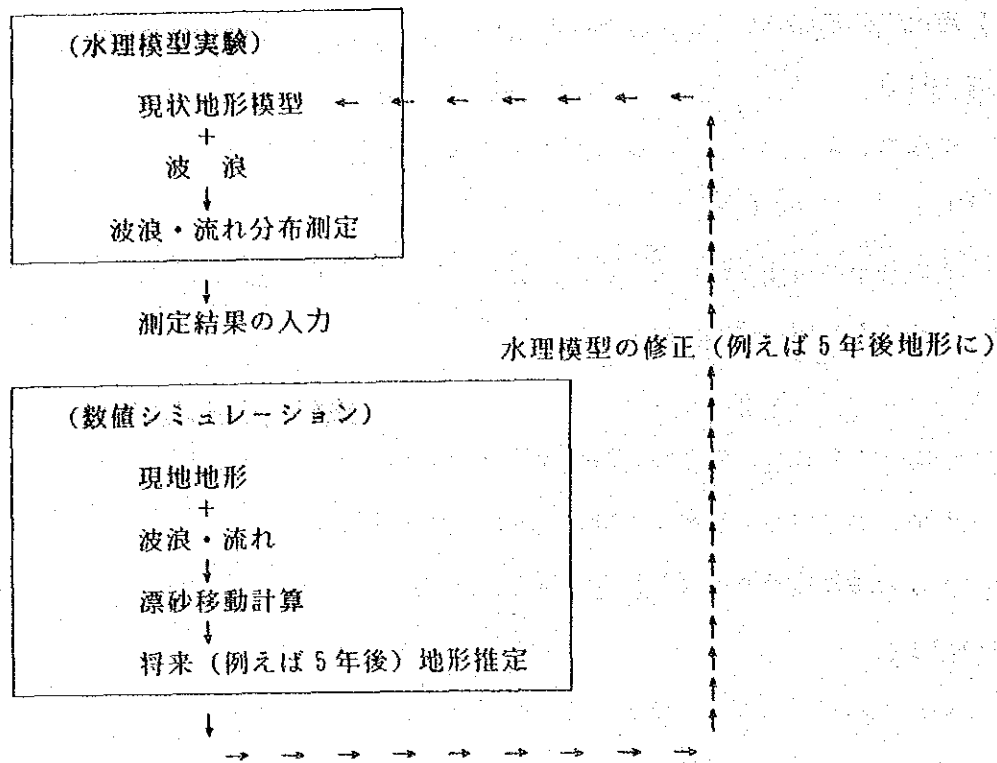 (水理模型実験)
現状地形模型 ← ← ← ← ← ← ←
+
波 浪
↓
波浪・流れ分布測定
↓
測定結果の入力
水理模型の修正(例えば5年後地形に)
(数値シミュレーション)
現地地形
+
波浪・流れ
↓
漂砂移動計算
↓
将来(例えば5年後)地形推定
↓
→ → → → → → → → →